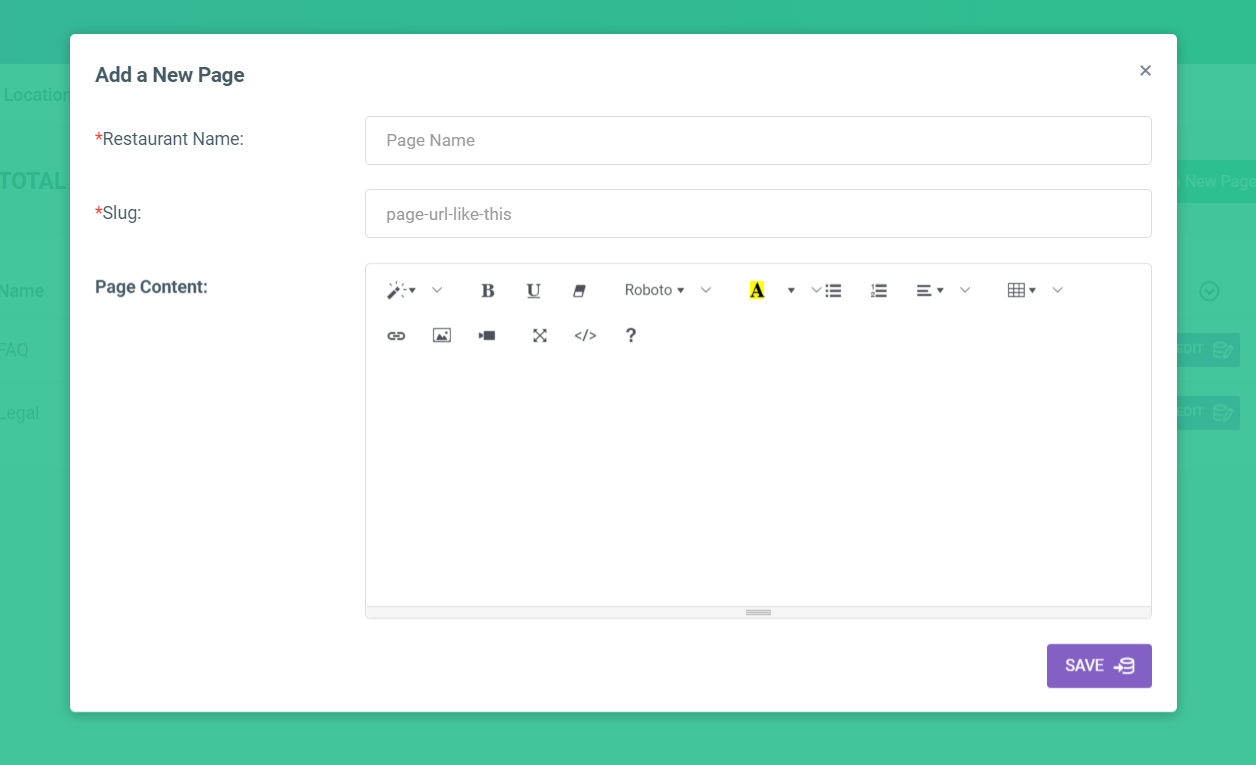 Add a New Page
×
Location
*Restaurant Name:
Page Name
TOTAL
New Page
*Slug:
page-url-like-this
Page Content:
B U Roboto A
Name
</> ?
FAQ
EDIT
Legal
EDIT
SAVE